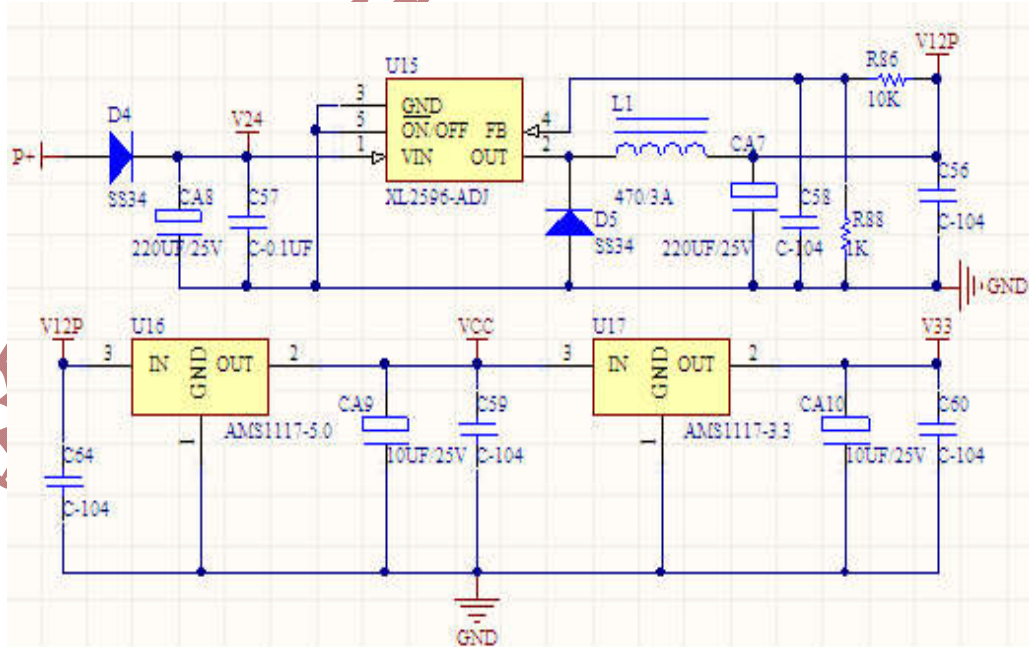 V12P
R86
10K
U15
D4
V24
3
5
1
GND
ON/OFF
VIN
FB
OUT
4
2
L1
CA7
P+
SS34
CA8
C57
XL2596-ADJ
470/3A
C58
C56
D5
SS34
R88
1K
C-104
220UF/25V
C-0.1UF
220UF/25V
C-104
GND
V12P
U16
VCC
U17
V33
3
IN
GND
OUT
2
3
IN
GND
OUT
2
CA9
C59
CA10
C60
1
AMS1117-5.0
1
AMS1117-3.3
C64
10UF/25V
C-104
10UF/25V
C-104
C-104
GND